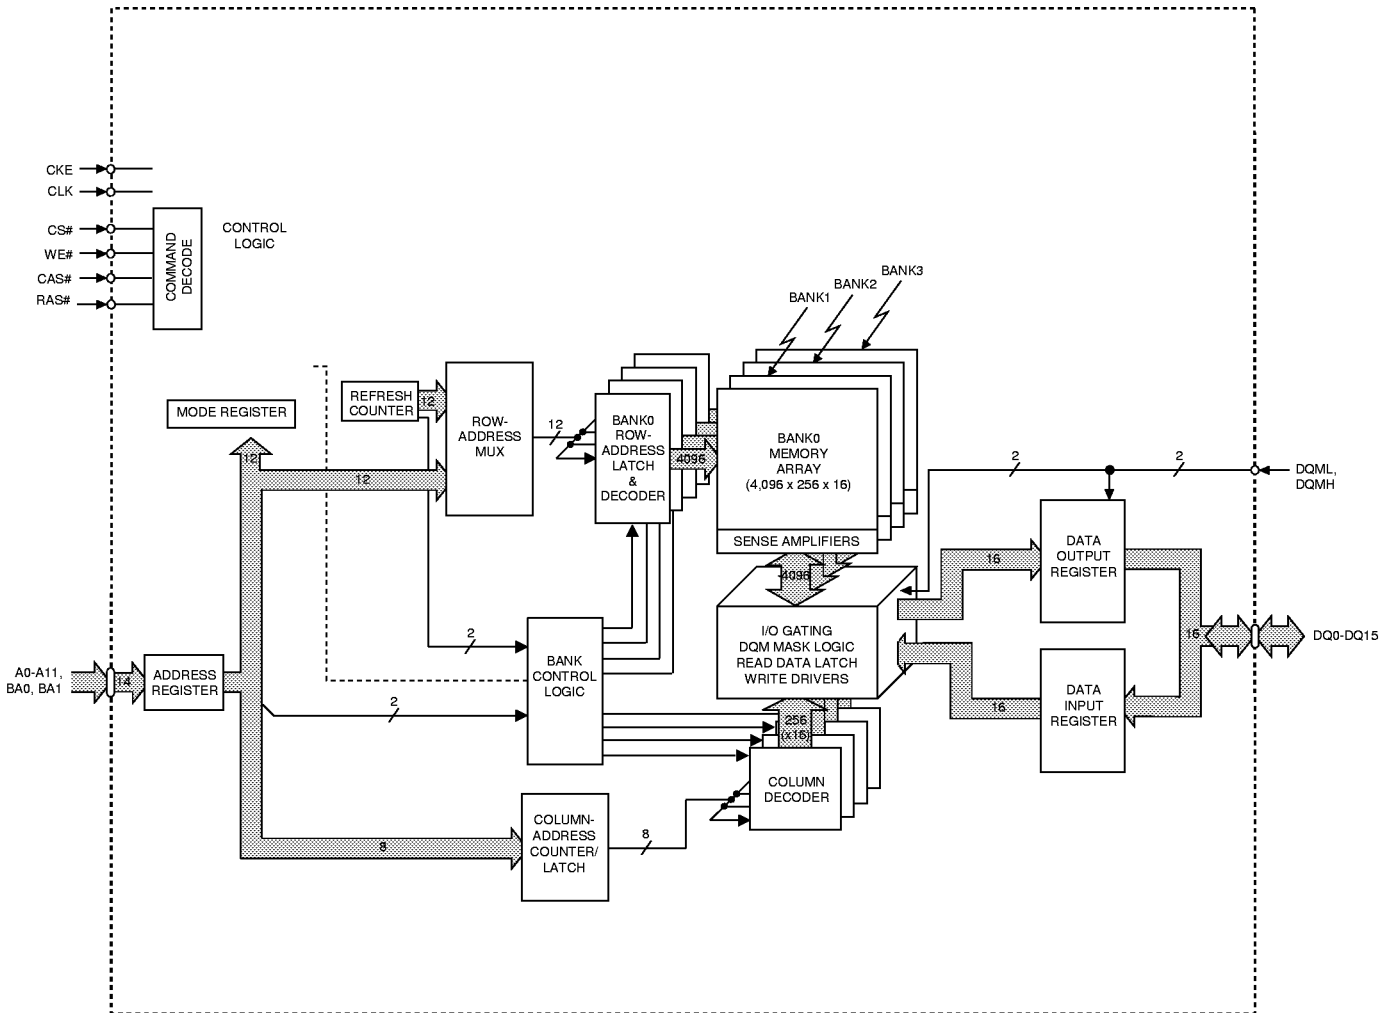 CKE
CLK
CS#
WE#
CAS#
RAS#
COMMAND
DECODE
CONTROL
LOGIC
BANK3
BANK2
BANK1
MODE REGISTER
REFRESH
COUNTER
12
ROW-
ADDRESS
MUX
12
BANK0
ROW-
ADDRESS
LATCH
&
DECODER
4096
BANK0
MEMORY
ARRAY
(4,096 x 256 x 16)
SENSE AMPLIFIERS
12
12
2
2
DQML,
DQMH
4096
DATA
OUTPUT
REGISTER
16
I/O GATING
DQM MASK LOGIC
READ DATA LATCH
WRITE DRIVERS
16
DQ0-DQ15
2
BANK
CONTROL
LOGIC
A0-A11,
BA0, BA1
14
ADDRESS
REGISTER
2
16
DATA
INPUT
REGISTER
256
(x16)
COLUMN
DECODER
8
COLUMN-
ADDRESS
COUNTER/
LATCH
8